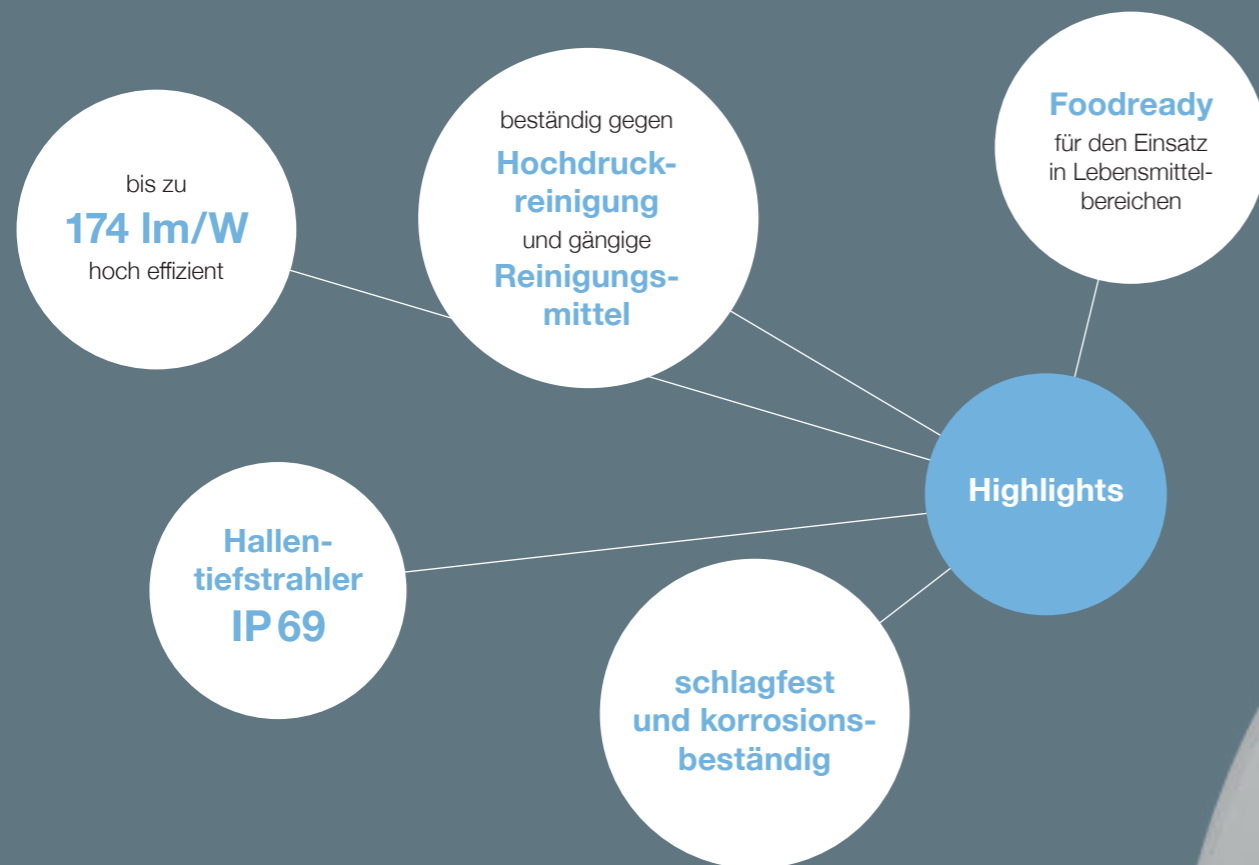 bis zu
174 lm/W
hoch effizient
beständig gegen
Hochdruck-
reinigung
und gängige
Reinigungs-
mittel
Foodready
für den Einsatz
in Lebensmittel-
bereichen
Highlights
Hallen-
tiefstrahler
IP 69
schlagfest
und korrosions-
beständig